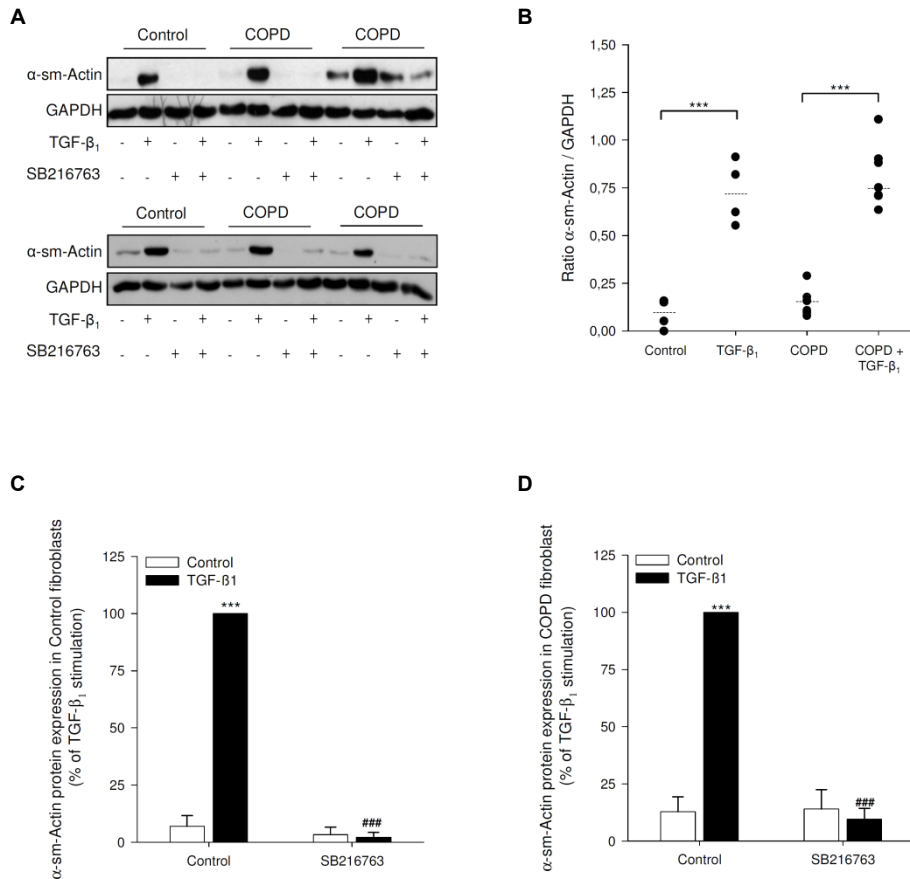 A
Control COPD COPD
α-sm-Actin
GAPDH
TGF-β1 - + - + - + - + - + - +
SB216763 - - + + - - + + - - + +
Control COPD COPD
α-sm-Actin
GAPDH
TGF-β1 - + - + - + - + - + - +
SB216763 - - + + - - + + - - + +
B
Ratio α-sm-Actin / GAPDH
1,50
1,25
1,00
0,75
0,50
0,25
0,00
*** ***
Control TGF-β1 COPD COPD +
TGF-β1
C
α-sm-Actin protein expression in Control fibroblasts
(% of TGF-β1 stimulation)
125
100
75
50
25
0
Control
TGF-ß1
***
###
Control SB216763
D
α-sm-Actin protein expression in COPD fibroblast
(% of TGF-β1 stimulation)
125
100
75
50
25
0
Control
TGF-ß1
***
###
Control SB216763